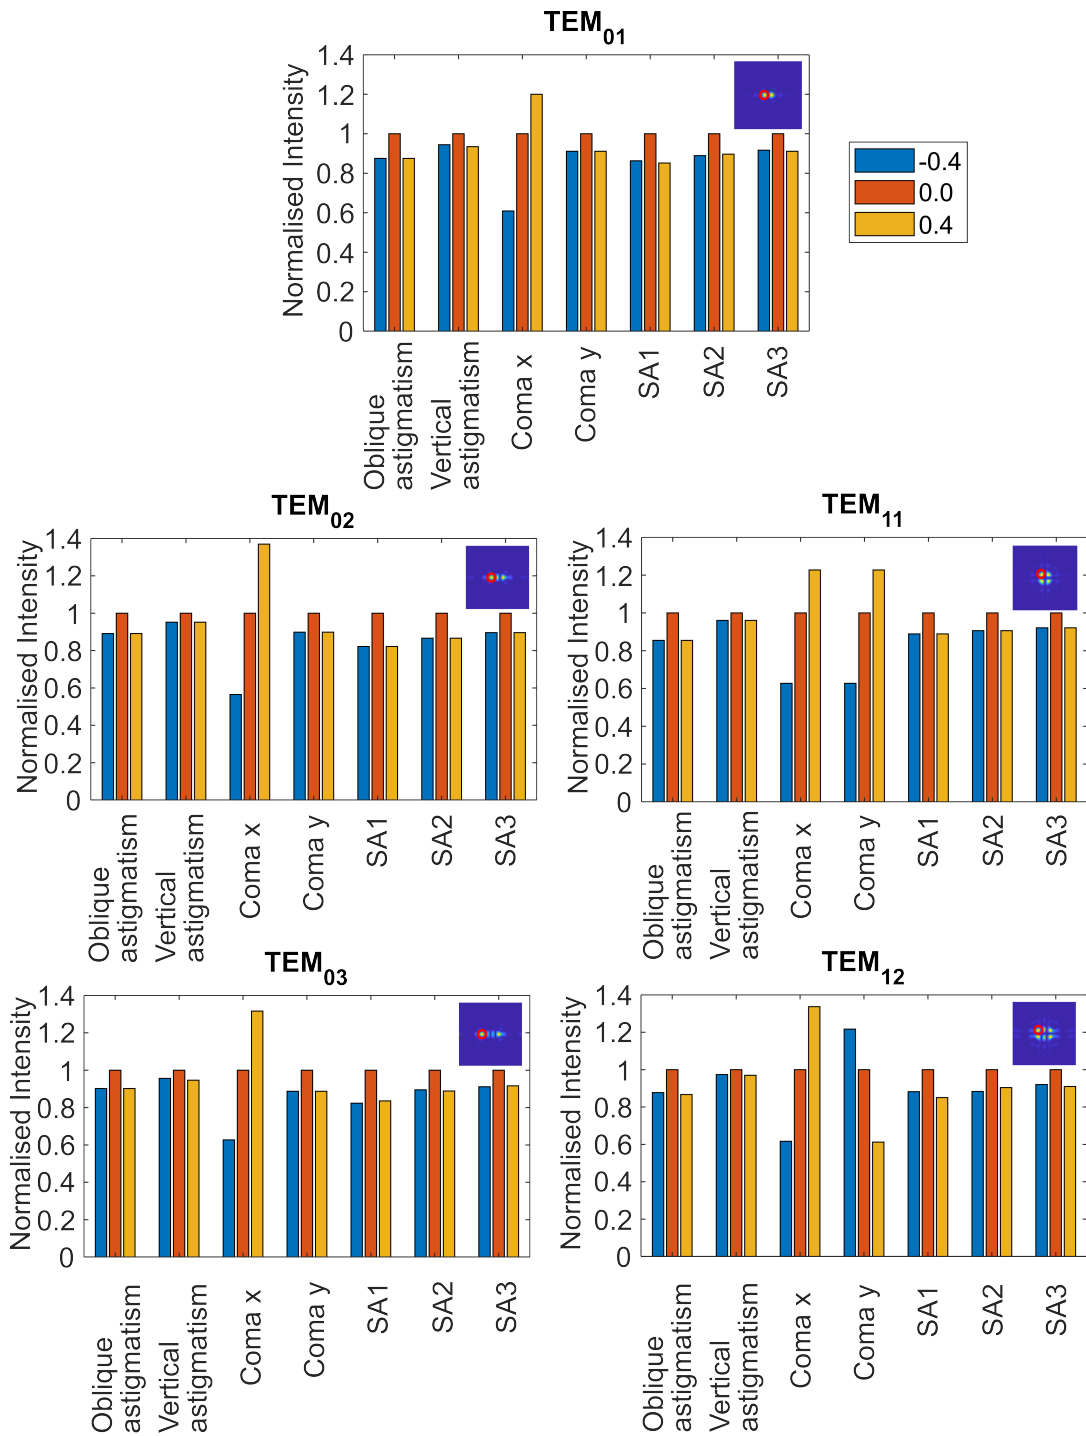 TEM01
Normalised Intensity
1.4
1.2
1
0.8
0.6
0.4
0.2
0
Oblique
astigmatism
Vertical
astigmatism
Coma x
Coma y
SA1
SA2
SA3
-0.4
0.0
0.4
TEM02
Normalised Intensity
1.4
1.2
1
0.8
0.6
0.4
0.2
0
Oblique
astigmatism
Vertical
astigmatism
Coma x
Coma y
SA1
SA2
SA3
TEM11
Normalised Intensity
1.4
1.2
1
0.8
0.6
0.4
0.2
0
Oblique
astigmatism
Vertical
astigmatism
Coma x
Coma y
SA1
SA2
SA3
TEM03
Normalised Intensity
1.4
1.2
1
0.8
0.6
0.4
0.2
0
Oblique
astigmatism
Vertical
astigmatism
Coma x
Coma y
SA1
SA2
SA3
TEM12
Normalised Intensity
1.4
1.2
1
0.8
0.6
0.4
0.2
0
Oblique
astigmatism
Vertical
astigmatism
Coma x
Coma y
SA1
SA2
SA3